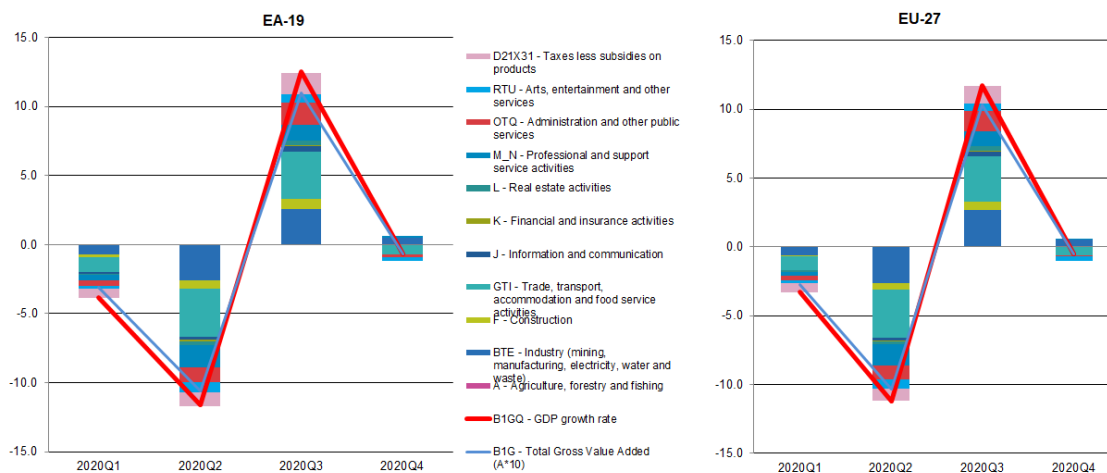 EA-19
EU-27
15.0
10.0
5.0
0.0
-5.0
-10.0
-15.0
2020Q1
2020Q2
2020Q3
2020Q4
D21X31 - Taxes less subsidies on
products
RTU - Arts, entertainment and other
services
OTQ - Administration and other public
services
M_N - Professional and support
service activities
L - Real estate activities
K - Financial and insurance activities
J - Information and communication
GTI - Trade, transport,
accommodation and food service
activities
F - Construction
BTE - Industry (mining,
manufacturing, electricity, water and
waste)
A - Agriculture, forestry and fishing
B1GQ - GDP growth rate
B1G - Total Gross Value Added
(A*10)
15.0
10.0
5.0
0.0
-5.0
-10.0
-15.0
2020Q1
2020Q2
2020Q3
2020Q4